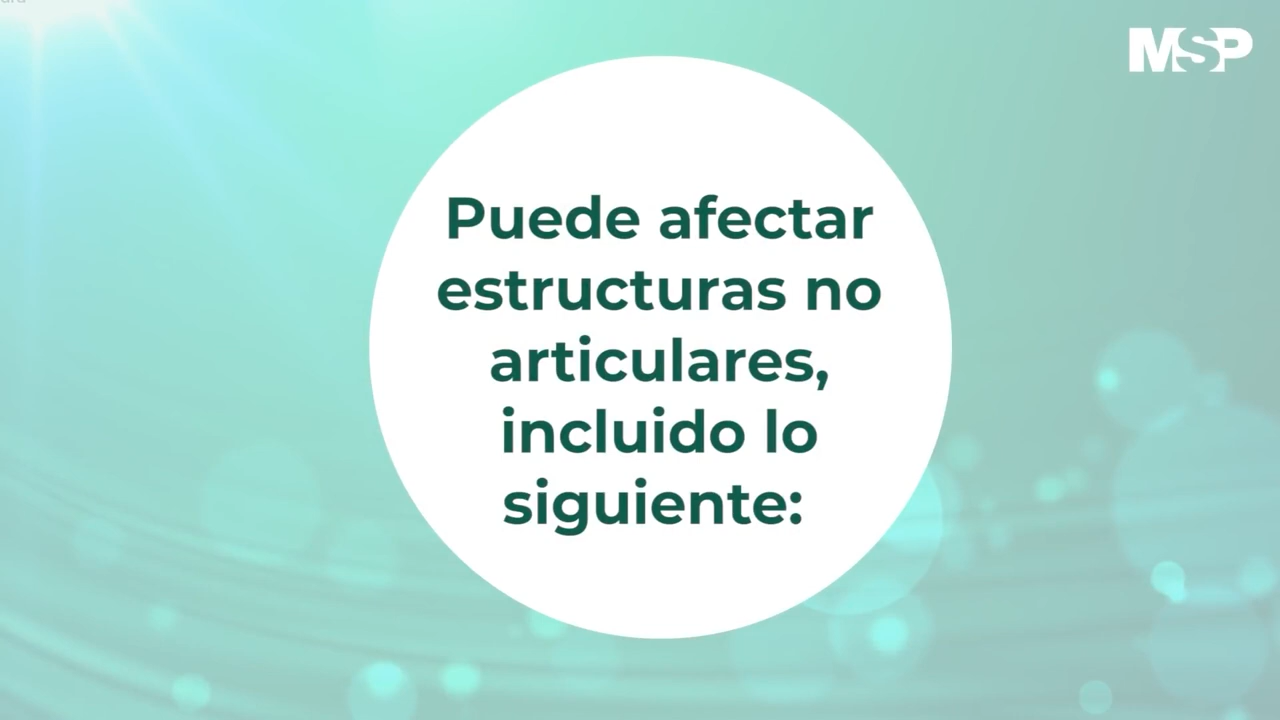 MSP
Puede afectar
estructuras no
articulares,
incluido lo
siguiente: